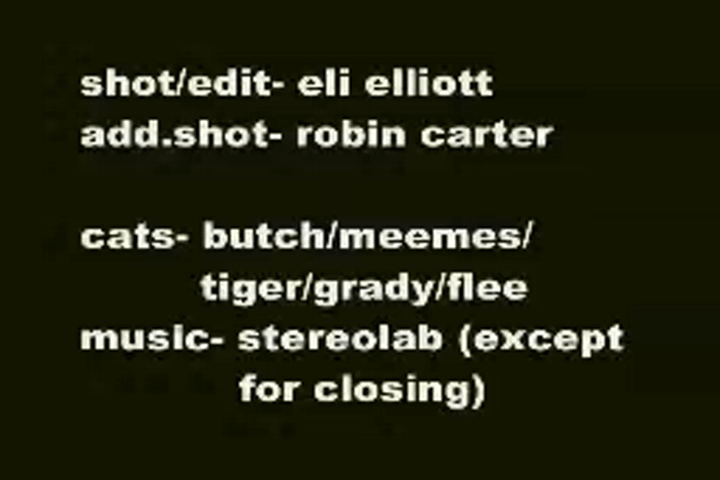 shot/edit- eli elliott
add.shot- robin carter
cats- butch/meemes/
tiger/grady/flee
music- stereolab (except
for closing)